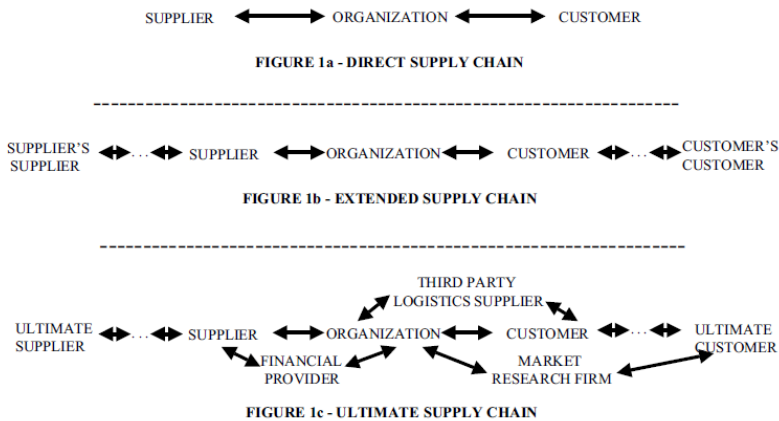 SUPPLIER ORGANIZATION CUSTOMER
FIGURE 1a - DIRECT SUPPLY CHAIN
SUPPLIER'S
SUPPLIER
... SUPPLIER ORGANIZATION CUSTOMER ...
CUSTOMER'S
CUSTOMER
FIGURE 1b - EXTENDED SUPPLY CHAIN
THIRD PARTY
LOGISTICS SUPPLIER
ULTIMATE
SUPPLIER
... SUPPLIER ORGANIZATION CUSTOMER ...
ULTIMATE
CUSTOMER
FINANCIAL
PROVIDER
MARKET
RESEARCH FIRM
FIGURE 1c - ULTIMATE SUPPLY CHAIN